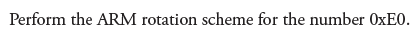 Perform the ARM rotation scheme for the number 0xE0.